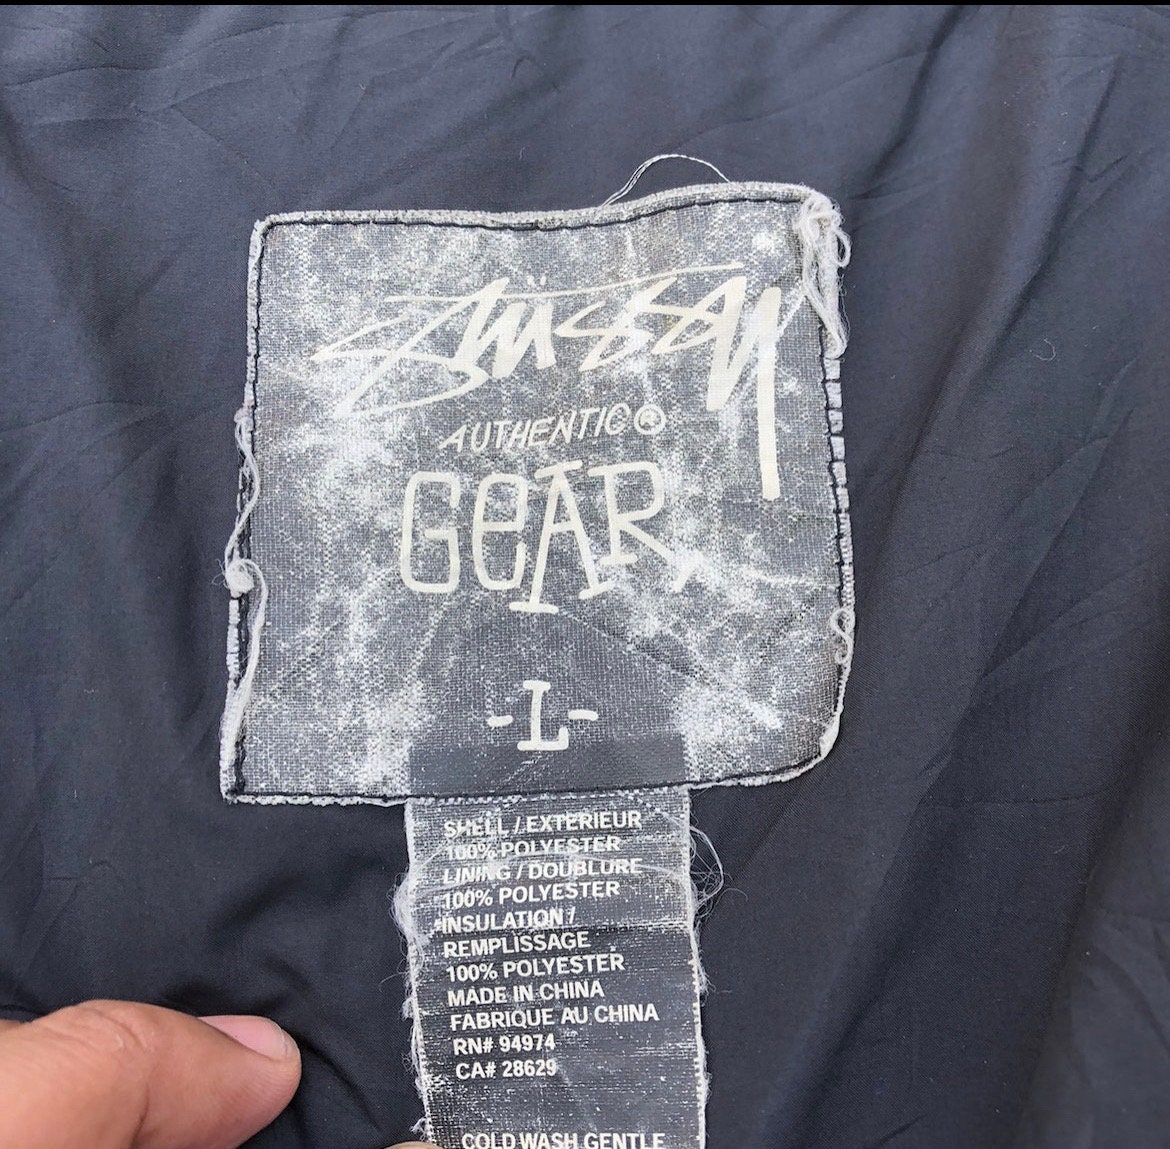 Stüssy
AUTHENTIC ®
GeAR
-L-
SHELL / EXTERIEUR
100% POLYESTER
LINING / DOUBLURE
100% POLYESTER
INSULATION /
REMPLISSAGE
100% POLYESTER
MADE IN CHINA
FABRIQUE AU CHINA
RN# 94974
CA# 28629
COLD WASH GENTLE